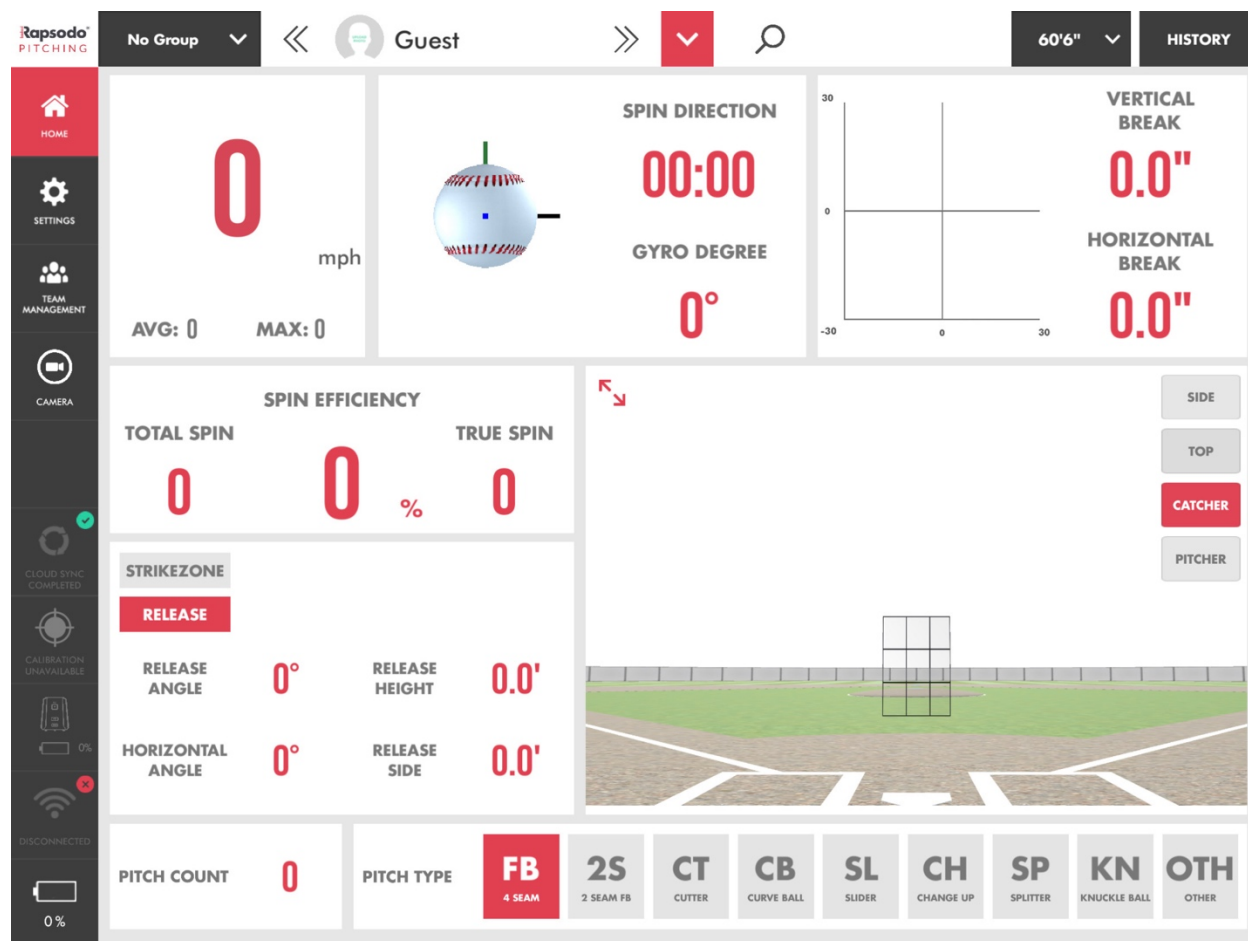 Rapsodo®
PITCHING
No Group
Guest
60'6"
HISTORY
HOME
SETTINGS
TEAM
MANAGEMENT
CAMERA
CLOUD SYNC
COMPLETED
CALIBRATION
UNAVAILABLE
0%
DISCONNECTED
0%
0
mph
AVG: 0
MAX: 0
SPIN DIRECTION
00:00
GYRO DEGREE
0°
30
0
-30
0
30
VERTICAL
BREAK
0.0"
HORIZONTAL
BREAK
0.0"
SPIN EFFICIENCY
TOTAL SPIN
TRUE SPIN
0
0 %
0
STRIKEZONE
RELEASE
RELEASE
ANGLE
0°
RELEASE
HEIGHT
0.0'
HORIZONTAL
ANGLE
0°
RELEASE
SIDE
0.0'
SIDE
TOP
CATCHER
PITCHER
PITCH COUNT
0
PITCH TYPE
FB
4 SEAM
2S
2 SEAM FB
CT
CUTTER
CB
CURVE BALL
SL
SLIDER
CH
CHANGE UP
SP
SPLITTER
KN
KNUCKLE BALL
OTH
OTHER